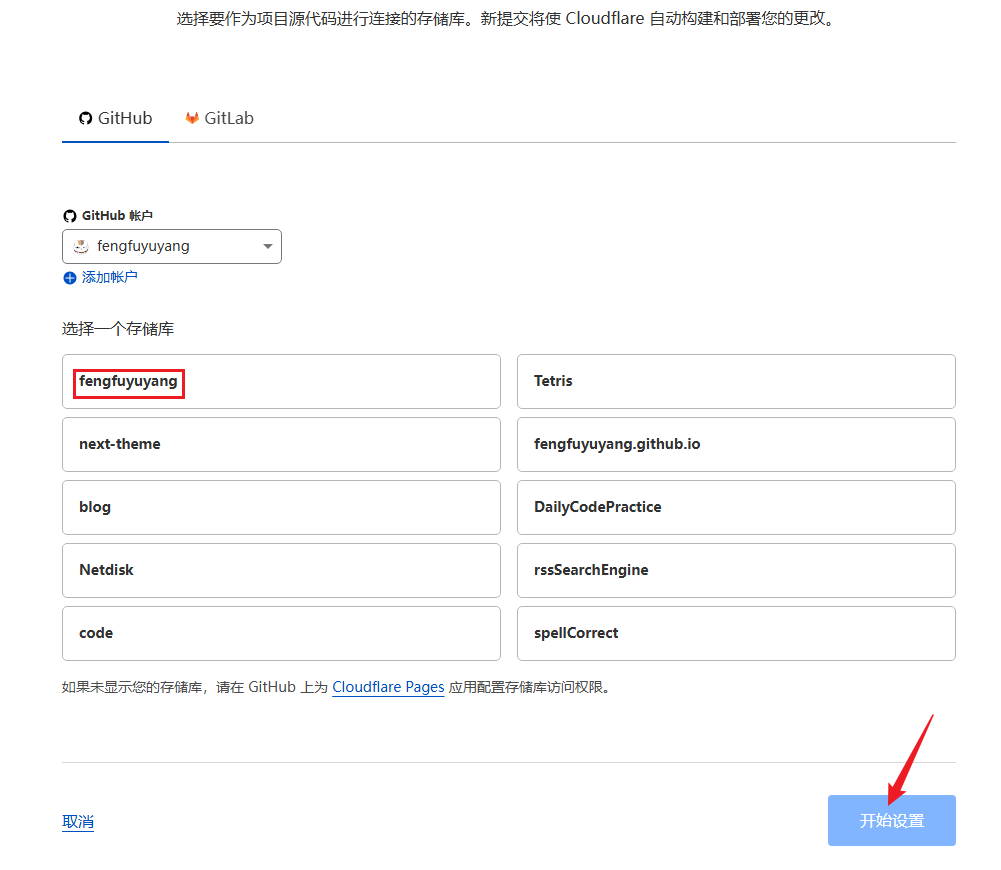 选择要作为项目源代码进行连接的存储库。新提交将使 Cloudflare 自动构建和部署您的更改。
GitHub GitLab
GitHub 帐户
fengfuyuyang
添加帐户
选择一个存储库
fengfuyuyang Tetris
next-theme fengfuyuyang.github.io
blog DailyCodePractice
Netdisk rssSearchEngine
code spellCorrect
如果未显示您的存储库，请在 GitHub 上为 Cloudflare Pages 应用配置存储库访问权限。
取消 开始设置